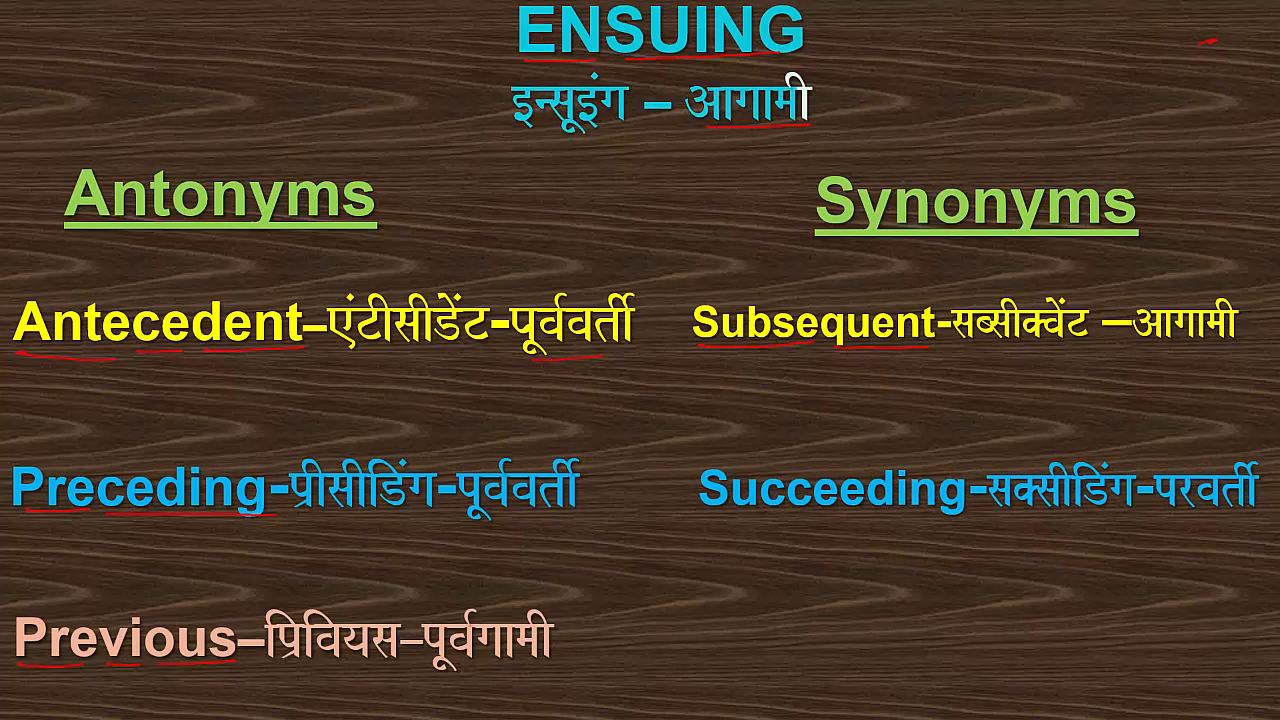 ENSUING
इन्सूइंग – आगामी
Antonyms
Synonyms
Antecedent–एंटीसीडेंट-पूर्ववर्ती
Subsequent-सब्सीक्वेंट –आगामी
Preceding-प्रीसीडिंग-पूर्ववर्ती
Succeeding-सक्सीडिंग-परवर्ती
Previous–प्रिवियस–पूर्वगामी